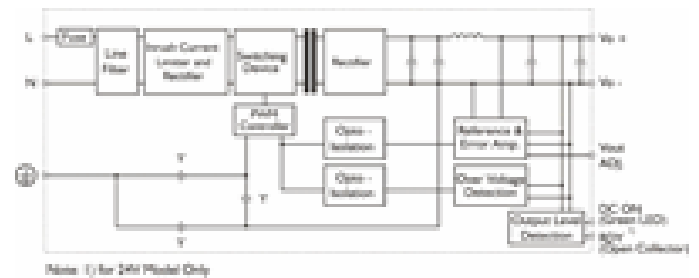 L
Fuse
Line
Filter
Inrush Current
Limiter and
Rectifier
Switching
Device
Rectifier
Vo +
N
Vo -
PWM
Controller
Opto -
Isolation
Reference &
Error Amp.
Vout
ADJ
Y
Opto -
Isolation
Over Voltage
Detection
Y
Y
Output Level
Detection
DC ON
(Green LED)
RDY 1)
(Open Collector)
Note: 1) for 24V Model Only